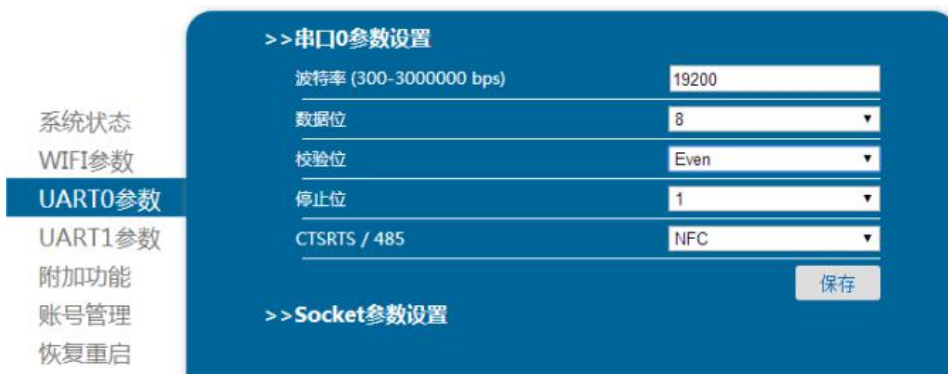 >>串口0参数设置
波特率 (300-3000000 bps) 19200
数据位 8
校验位 Even
停止位 1
CTSRTS / 485 NFC
保存
>>Socket参数设置
系统状态
WIFI参数
UART0参数
UART1参数
附加功能
账号管理
恢复重启